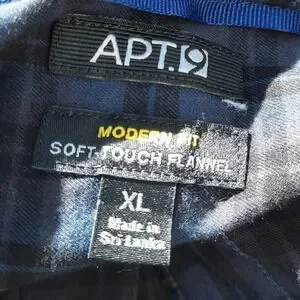 APT.9
MODERN FIT
SOFT-TOUCH FLANNEL
XL
Made in
Sri Lanka